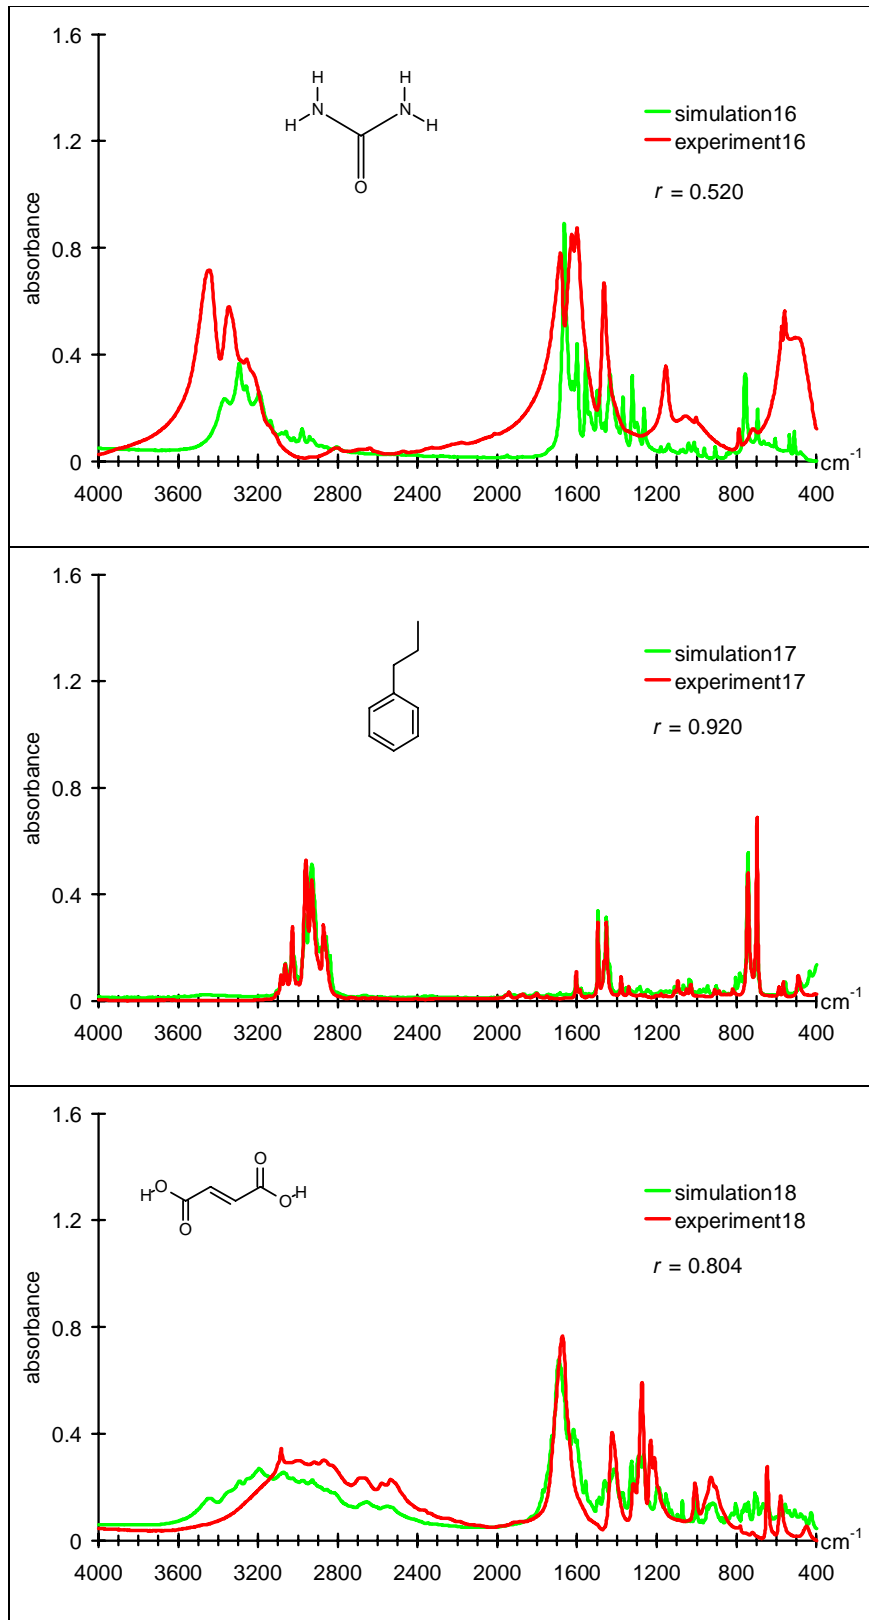 1.6
H H
N N
H H
O
simulation16
experiment16
r = 0.520
1.2
0.8
0.4
0
absorbance
cm-1
4000 3600 3200 2800 2400 2000 1600 1200 800 400
1.6
simulation17
experiment17
r = 0.920
1.2
0.8
0.4
0
absorbance
cm-1
4000 3600 3200 2800 2400 2000 1600 1200 800 400
1.6
O
H O
O H
O
simulation18
experiment18
r = 0.804
1.2
0.8
0.4
0
absorbance
cm-1
4000 3600 3200 2800 2400 2000 1600 1200 800 400